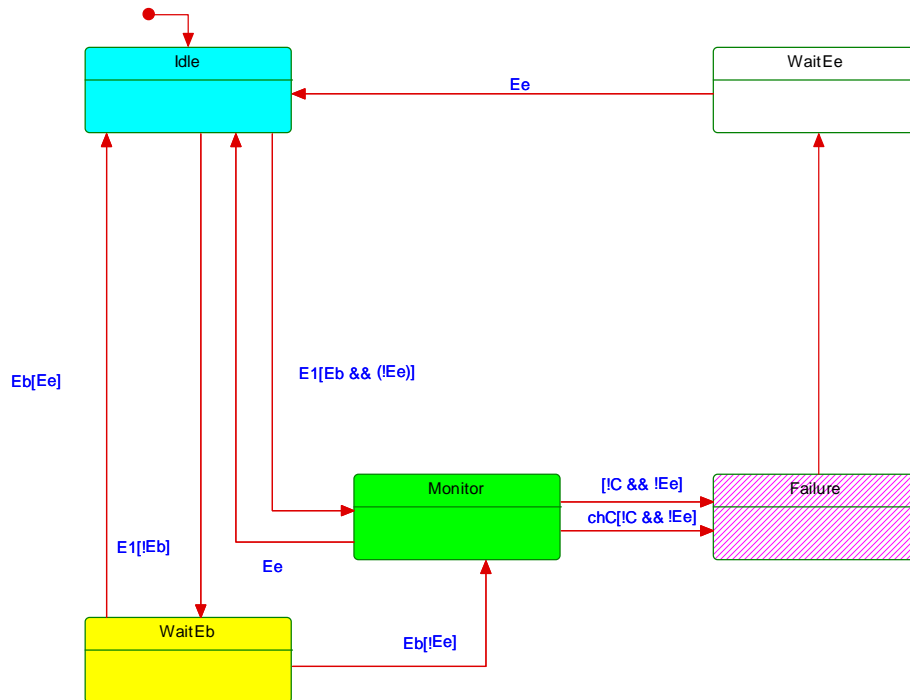 Idle
WaitEe
Ee
E1[Eb && (!Ee)]
Eb[Ee]
Monitor
[!C && !Ee]
Failure
chC[!C && !Ee]
E1[!Eb]
Ee
WaitEb
Eb[!Ee]